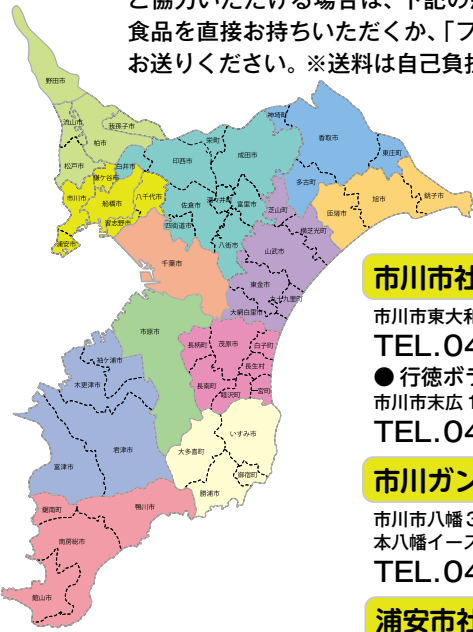 ご協力いただける場合は、下記の
食品を直接お持ちいただくか、「フ
お送りください。※送料は自己負
野田市
流山市
我孫子市
柏市
松戸市
鎌ケ谷市
白井市
市川市
船橋市
八千代市
習志野市
浦安市
印西市
栄町
成田市
神崎町
香取市
東庄町
多古町
佐倉市
酒々井町
富里市
四街道市
八街市
芝山町
横芝光町
匝瑳市
旭市
銚子市
千葉市
山武市
東金市
九十九里町
大網白里市
市原市
長柄町
茂原市
白子町
長生村
長南町
睦沢町
一宮町
袖ケ浦市
木更津市
君津市
富津市
大多喜町
いすみ市
御宿町
勝浦市
鋸南町
鴨川市
南房総市
館山市
市川市社
市川市東大和
TEL.04
● 行徳ボラ
市川市末広1
TEL.04
市川ガン
市川市八幡3
本八幡イース
TEL.04
浦安市社